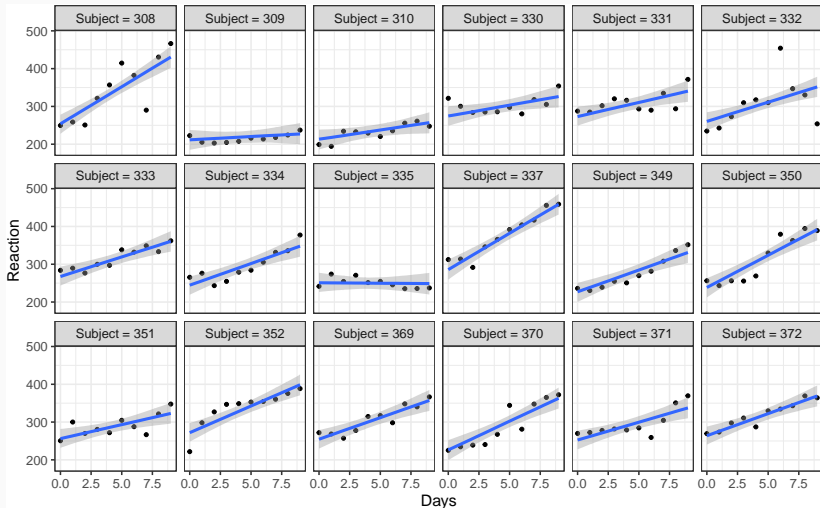 Subject = 308 Subject = 309 Subject = 310 Subject = 330 Subject = 331 Subject = 332
500
400
300
200
Subject = 333 Subject = 334 Subject = 335 Subject = 337 Subject = 349 Subject = 350
500
400
300
200
Reaction
Subject = 351 Subject = 352 Subject = 369 Subject = 370 Subject = 371 Subject = 372
500
400
300
200
0.0 2.5 5.0 7.5 0.0 2.5 5.0 7.5 0.0 2.5 5.0 7.5 0.0 2.5 5.0 7.5 0.0 2.5 5.0 7.5 0.0 2.5 5.0 7.5
Days